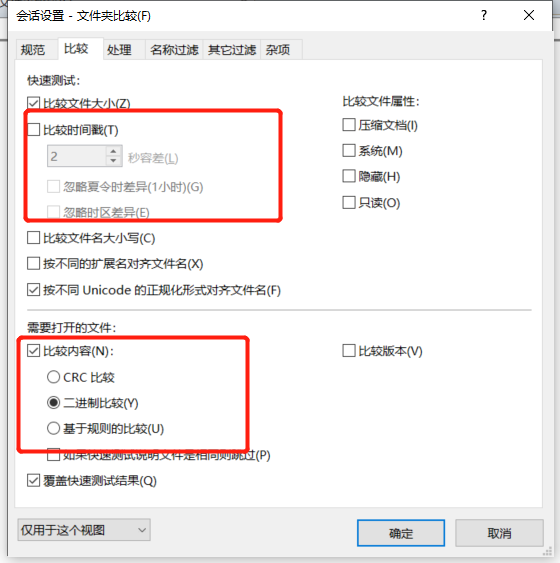 会话设置 - 文件夹比较(F)
规范 比较 处理 名称过滤 其它过滤 杂项
快速测试:
比较文件大小(Z)
比较时间戳(T)
2 秒容差(L)
忽略夏令时差异(1小时)(G)
忽略时区差异(E)
比较文件名大小写(C)
按不同的扩展名对齐文件名(X)
按不同 Unicode 的正规化形式对齐文件名(F)
比较文件属性:
压缩文档(I)
系统(M)
隐藏(H)
只读(O)
需要打开的文件:
比较内容(N):
CRC 比较
二进制比较(Y)
基于规则的比较(U)
如果快速测试说明文件是相同则跳过(P)
覆盖快速测试结果(Q)
比较版本(V)
仅用于这个视图
确定
取消